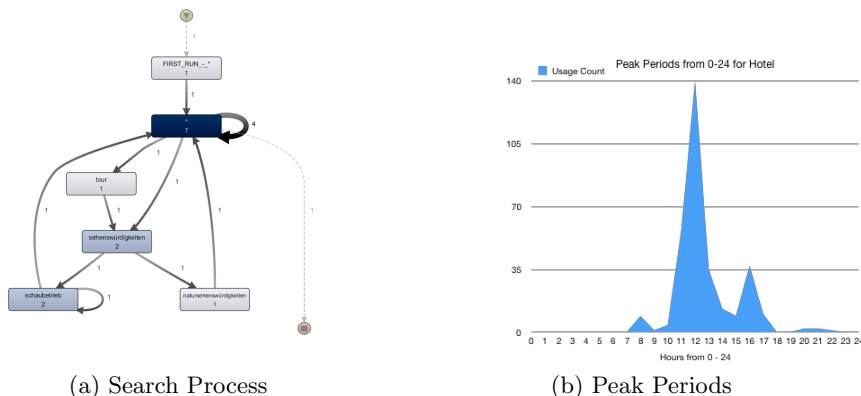 1
FIRST_RUN_-_*
1
1
*
7
4
1
1
1
tour
1
1
1
1
1
sehenswürdigkeiten
2
1
1
schaubetrieb
2
1
natursehenswürdigkeiten
1
(a) Search Process
Peak Periods from 0-24 for Hotel
Usage Count
140
105
70
35
0
0 1 2 3 4 5 6 7 8 9 10 11 12 13 14 15 16 17 18 19 20 21 22 23 24
Hours from 0 - 24
(b) Peak Periods